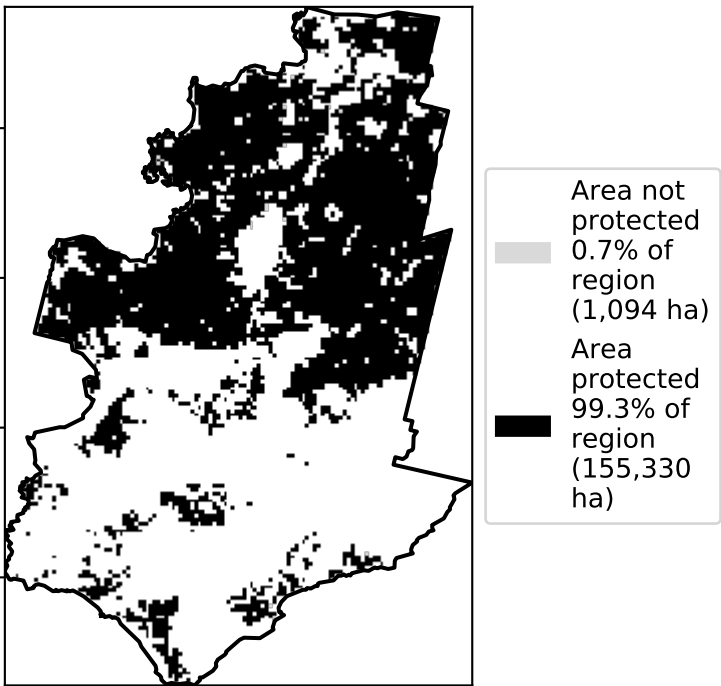 Area not
protected
0.7% of
region
(1,094 ha)
Area
protected
99.3% of
region
(155,330
ha)